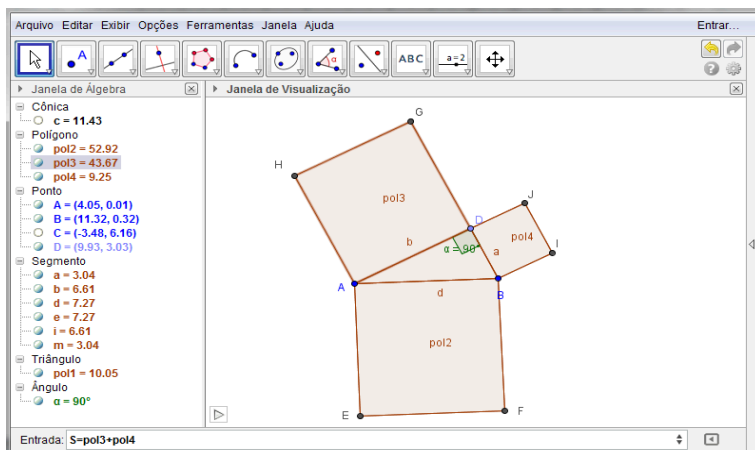 Arquivo Editar Exibir Opções Ferramentas Janela Ajuda
Entrar...
A
α
ABC
a=2
Janela de Álgebra
Cônica
c = 11.43
Polígono
pol2 = 52.92
pol3 = 43.67
pol4 = 9.25
Ponto
A = (4.05, 0.01)
B = (11.32, 0.32)
C = (-3.48, 6.16)
D = (9.93, 3.03)
Segmento
a = 3.04
b = 6.61
d = 7.27
e = 7.27
i = 6.61
m = 3.04
Triângulo
pol1 = 10.05
Ângulo
α = 90°
Janela de Visualização
G
H
pol3
J
D
pol4
b
α = 90°
a
I
A
d
B
pol2
E
F
Entrada: S=pol3+pol4